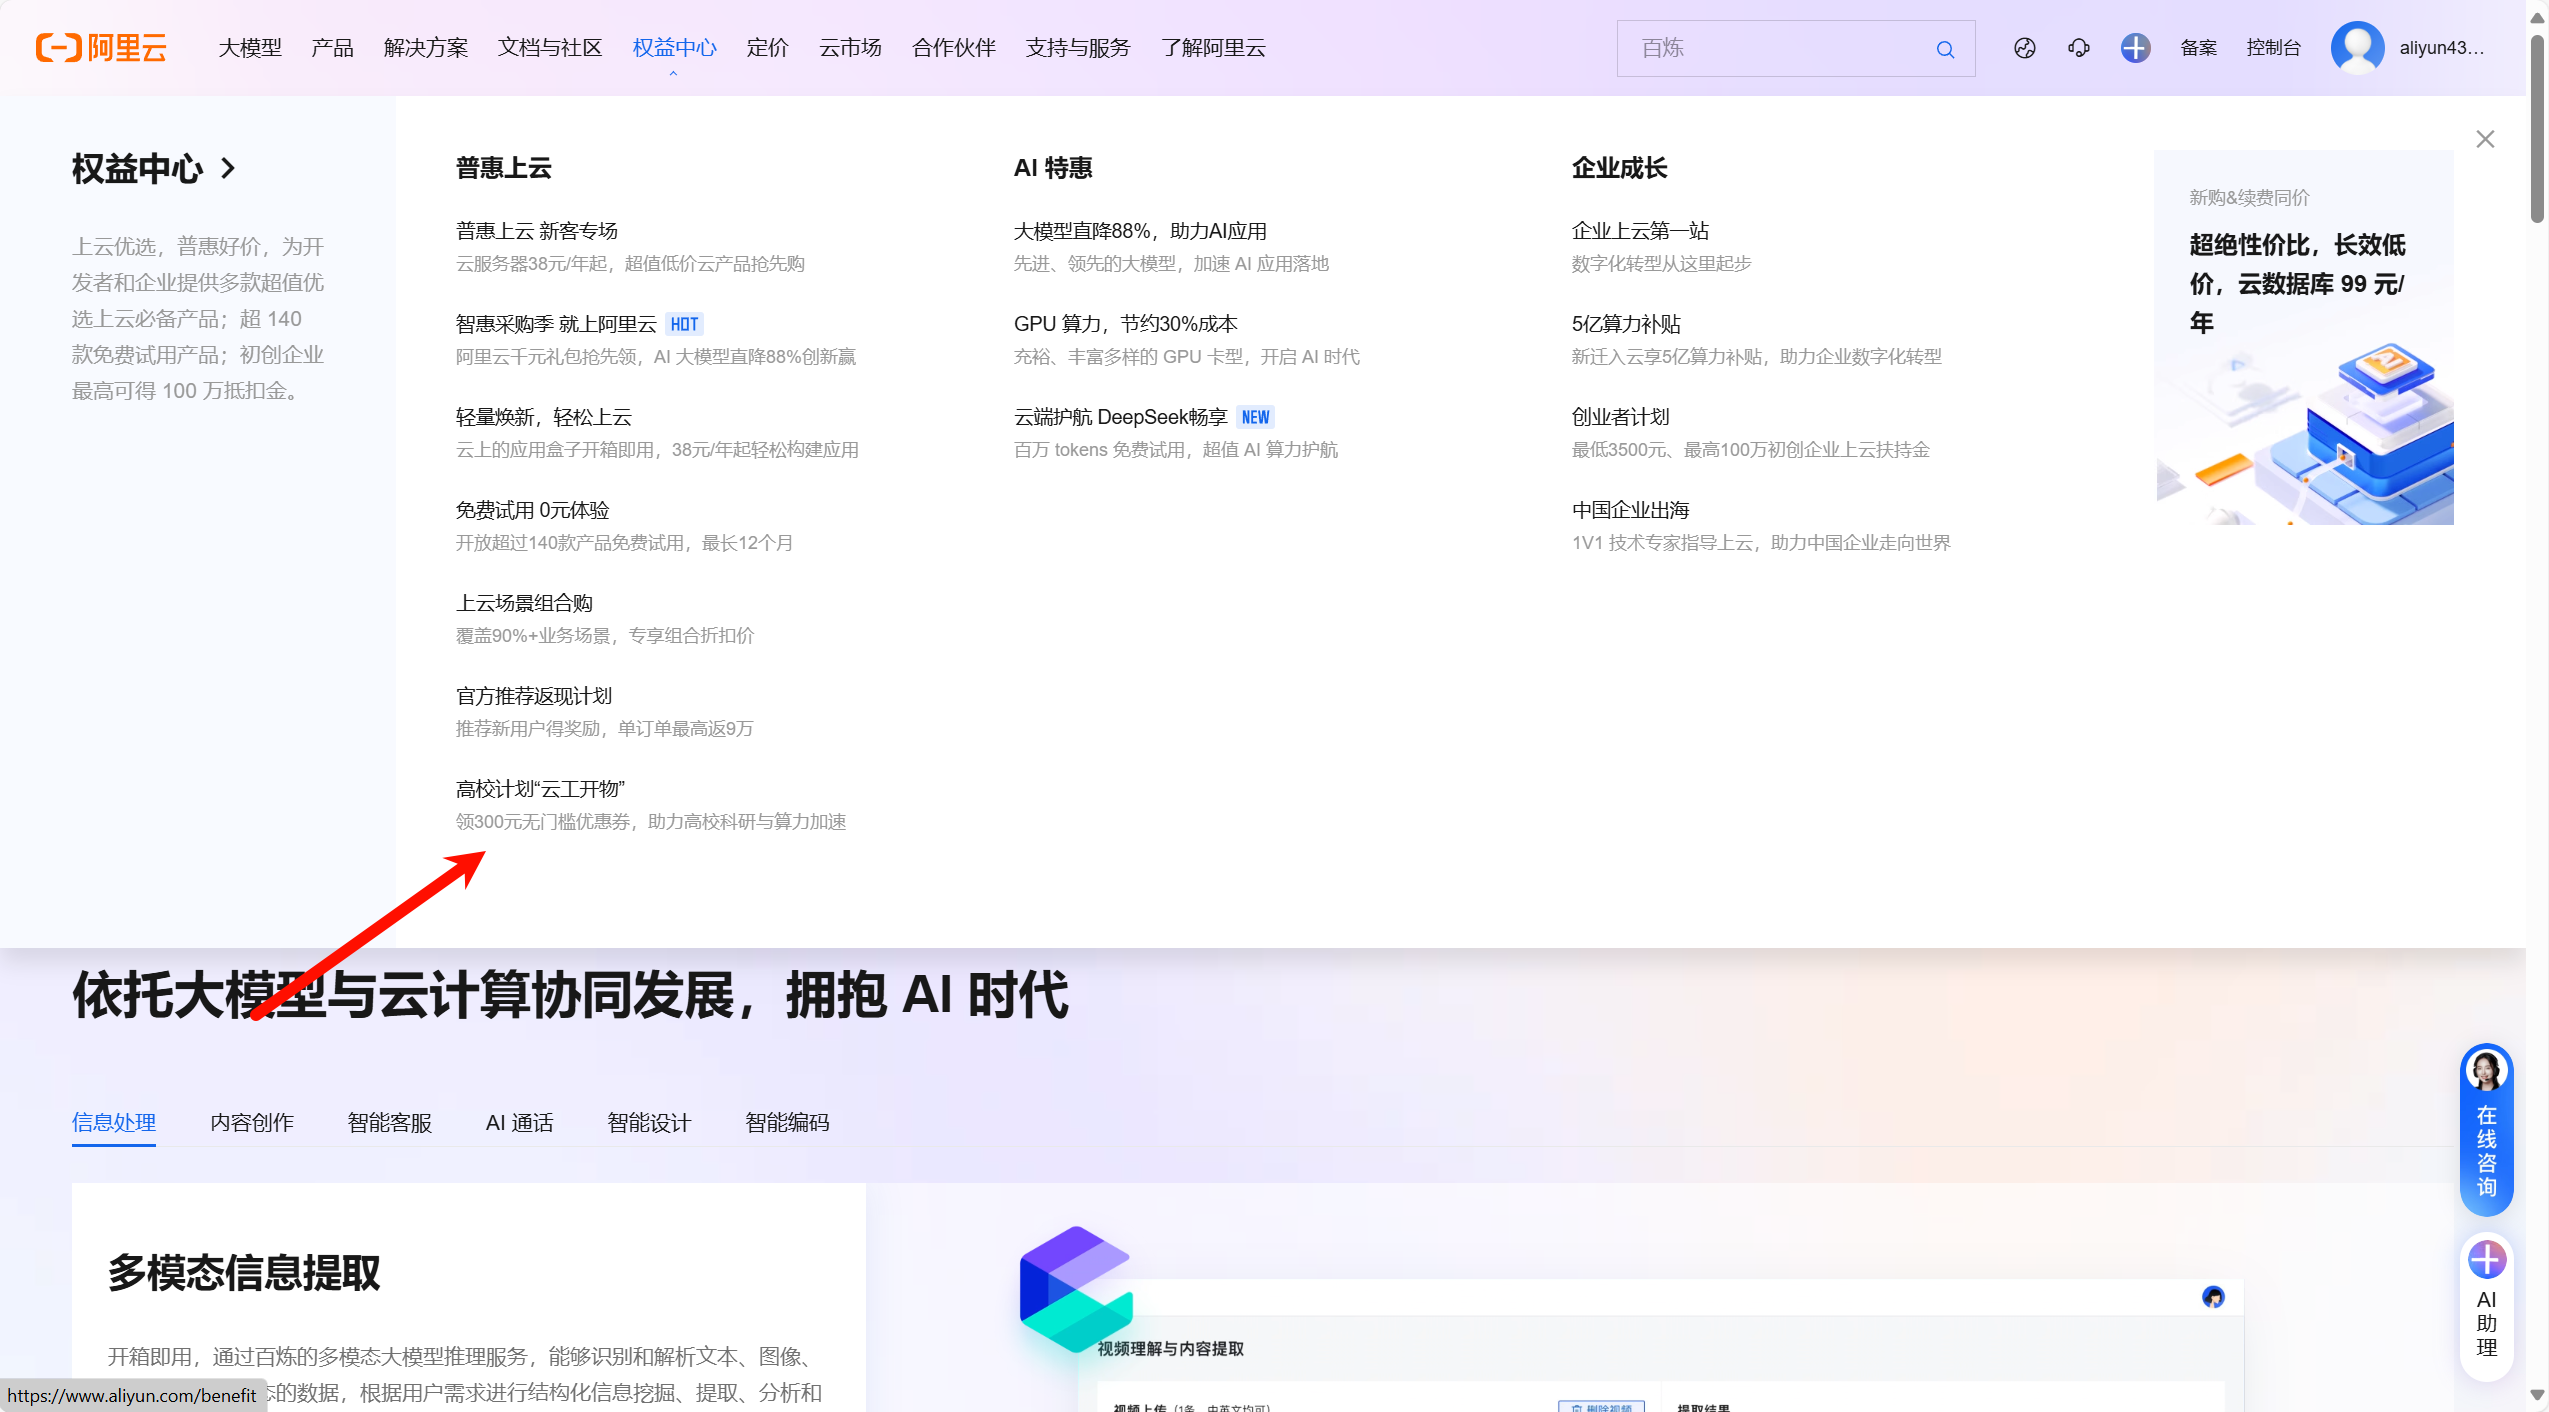 阿里云
大模型 产品 解决方案 文档与社区 权益中心 定价 云市场 合作伙伴 支持与服务 了解阿里云
百炼
备案 控制台 aliyun43...
权益中心
上云优选，普惠好价，为开
发者和企业提供多款超值优
选上云必备产品；超 140
款免费试用产品；初创企业
最高可得 100 万抵扣金。
普惠上云
普惠上云 新客专场
云服务器38元/年起，超值低价云产品抢先购
智惠采购季 就上阿里云 HOT
阿里云千元礼包抢先领，AI 大模型直降88%创新赢
轻量焕新，轻松上云
云上的应用盒子开箱即用，38元/年起轻松构建应用
免费试用 0元体验
开放超过140款产品免费试用，最长12个月
上云场景组合购
覆盖90%+业务场景，专享组合折扣价
官方推荐返现计划
推荐新用户得奖励，单订单最高返9万
高校计划“云工开物”
领300元无门槛优惠券，助力高校科研与算力加速
AI 特惠
大模型直降88%，助力AI应用
先进、领先的大模型，加速 AI 应用落地
GPU 算力，节约30%成本
充裕、丰富多样的 GPU 卡型，开启 AI 时代
云端护航 DeepSeek畅享 NEW
百万 tokens 免费试用，超值 AI 算力护航
企业成长
企业上云第一站
数字化转型从这里起步
5亿算力补贴
新迁入云享5亿算力补贴，助力企业数字化转型
创业者计划
最低3500元、最高100万初创企业上云扶持金
中国企业出海
1V1 技术专家指导上云，助力中国企业走向世界
新购&续费同价
超绝性价比，长效低
价，云数据库 99 元/
年
AI
依托大模型与云计算协同发展，拥抱 AI 时代
信息处理 内容创作 智能客服 AI 通话 智能设计 智能编码
多模态信息提取
开箱即用，通过百炼的多模态大模型推理服务，能够识别和解析文本、图像、
态的数据，根据用户需求进行结构化信息挖掘、提取、分析和
视频理解与内容提取
视频上传（1条，中英文均可）
删除视频
提取结果
在
线
咨
询
AI
助
理
https://www.aliyun.com/benefit